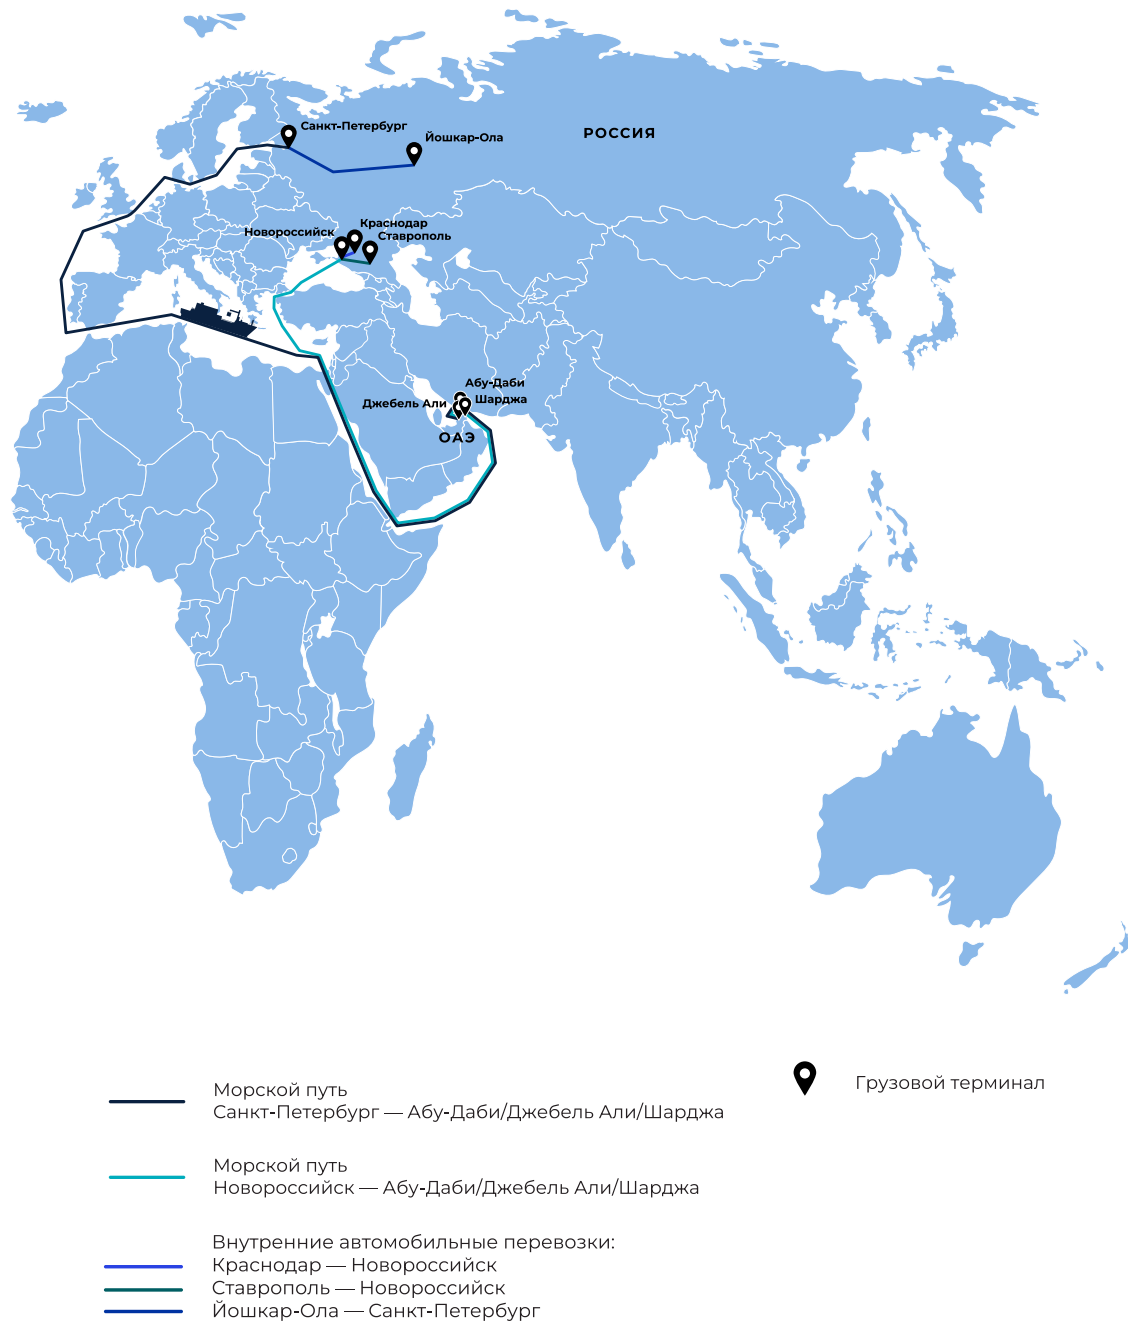 Санкт-Петербург
Йошкар-Ола
РОССИЯ
Краснодар
Новороссийск
Ставрополь
Абу-Даби
Шарджа
Джебель Али
ОАЭ
Морской путь
Санкт-Петербург — Абу-Даби/Джебель Али/Шарджа
Грузовой терминал
Морской путь
Новороссийск — Абу-Даби/Джебель Али/Шарджа
Внутренние автомобильные перевозки:
Краснодар — Новороссийск
Ставрополь — Новороссийск
Йошкар-Ола — Санкт-Петербург